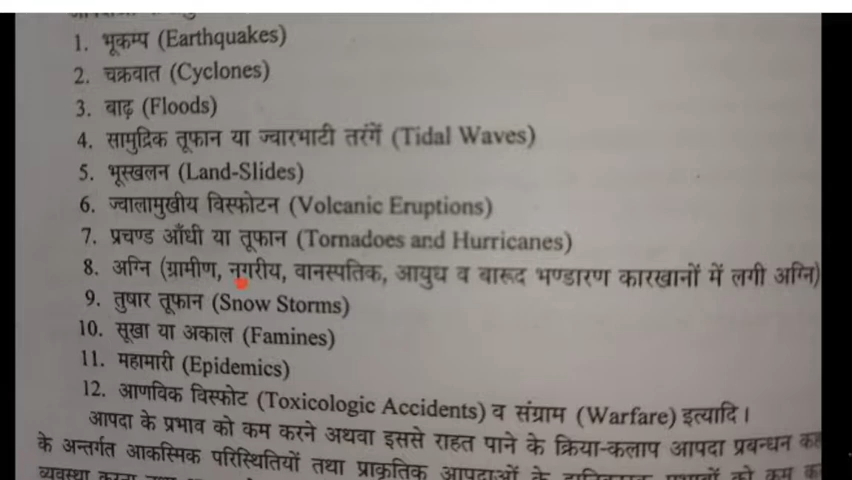 1. भूकम्प (Earthquakes)
2. चक्रवात (Cyclones)
3. बाढ़ (Floods)
4. सामुद्रिक तूफान या ज्वारभाटी तरंगें (Tidal Waves)
5. भूस्खलन (Land-Slides)
6. ज्वालामुखीय विस्फोटन (Volcanic Eruptions)
7. प्रचण्ड आँधी या तूफान (Tornadoes and Hurricanes)
8. अग्नि (ग्रामीण, नगरीय, वानस्पतिक, आयुध व बारूद भण्डारण कारखानों में लगी अग्नि)
9. तुषार तूफान (Snow Storms)
10. सूखा या अकाल (Famines)
11. महामारी (Epidemics)
12. आणविक विस्फोट (Toxicologic Accidents) व संग्राम (Warfare) इत्यादि।
आपदा के प्रभाव को कम करने अथवा इससे राहत पाने के क्रिया-कलाप आपदा प्रबन्धन
के अन्तर्गत आकस्मिक परिस्थितियों तथा प्राकृतिक आपदाओं के प्रभावों को कम